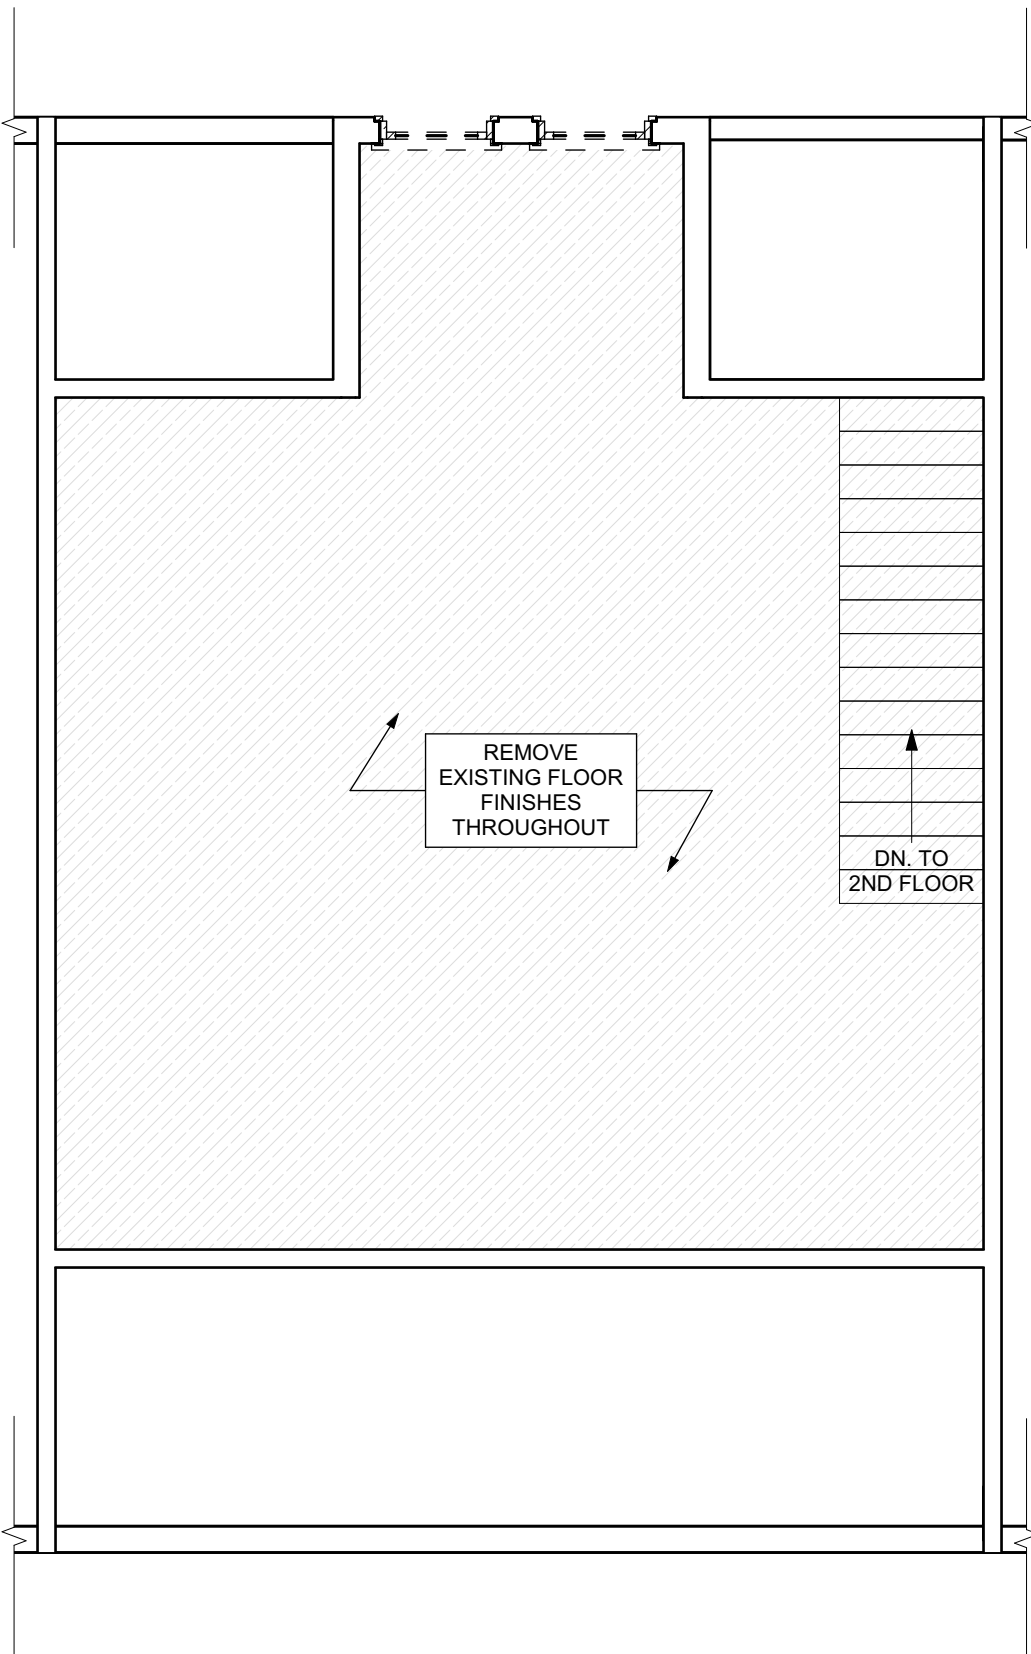 REMOVE
EXISTING FLOOR
FINISHES
THROUGHOUT
DN. TO
2ND FLOOR